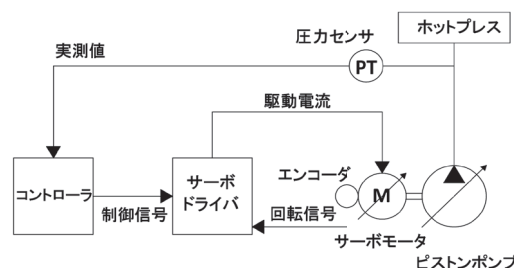 ホットプレス
圧力センサ
PT
実測値
駆動電流
コントローラ
制御信号
サーボ
ドライバ
エンコーダ
M
回転信号
サーボモータ
ピストンポンプ